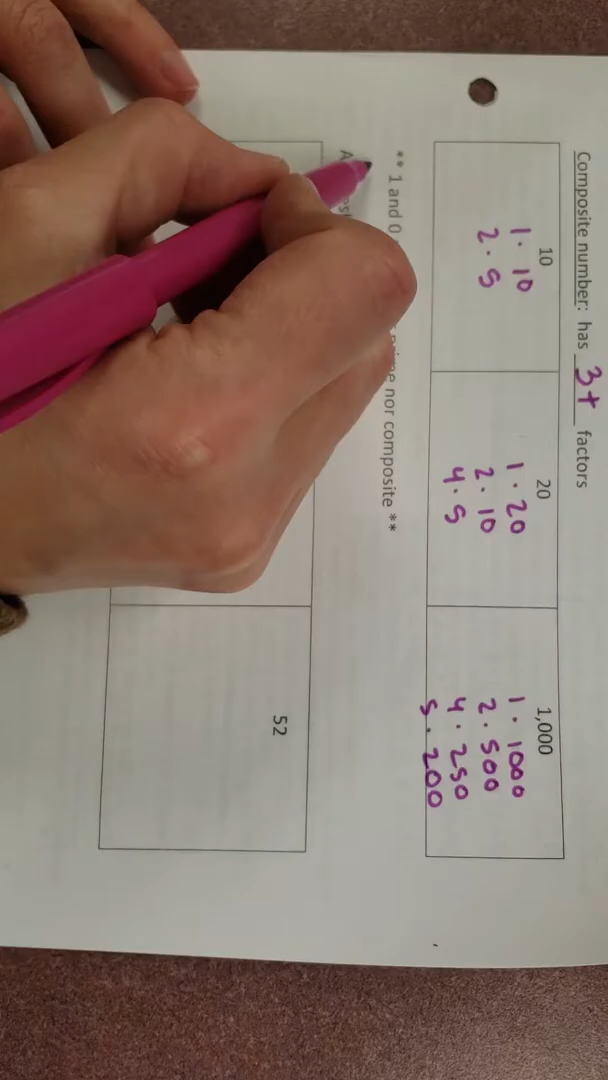 Composite number: has 3+ factors
10
1 · 10
2 · 5
20
1 · 20
2 · 10
4 · 5
1,000
1 · 1000
2 · 500
4 · 250
5 · 200
** 1 and 0 nor composite **
52